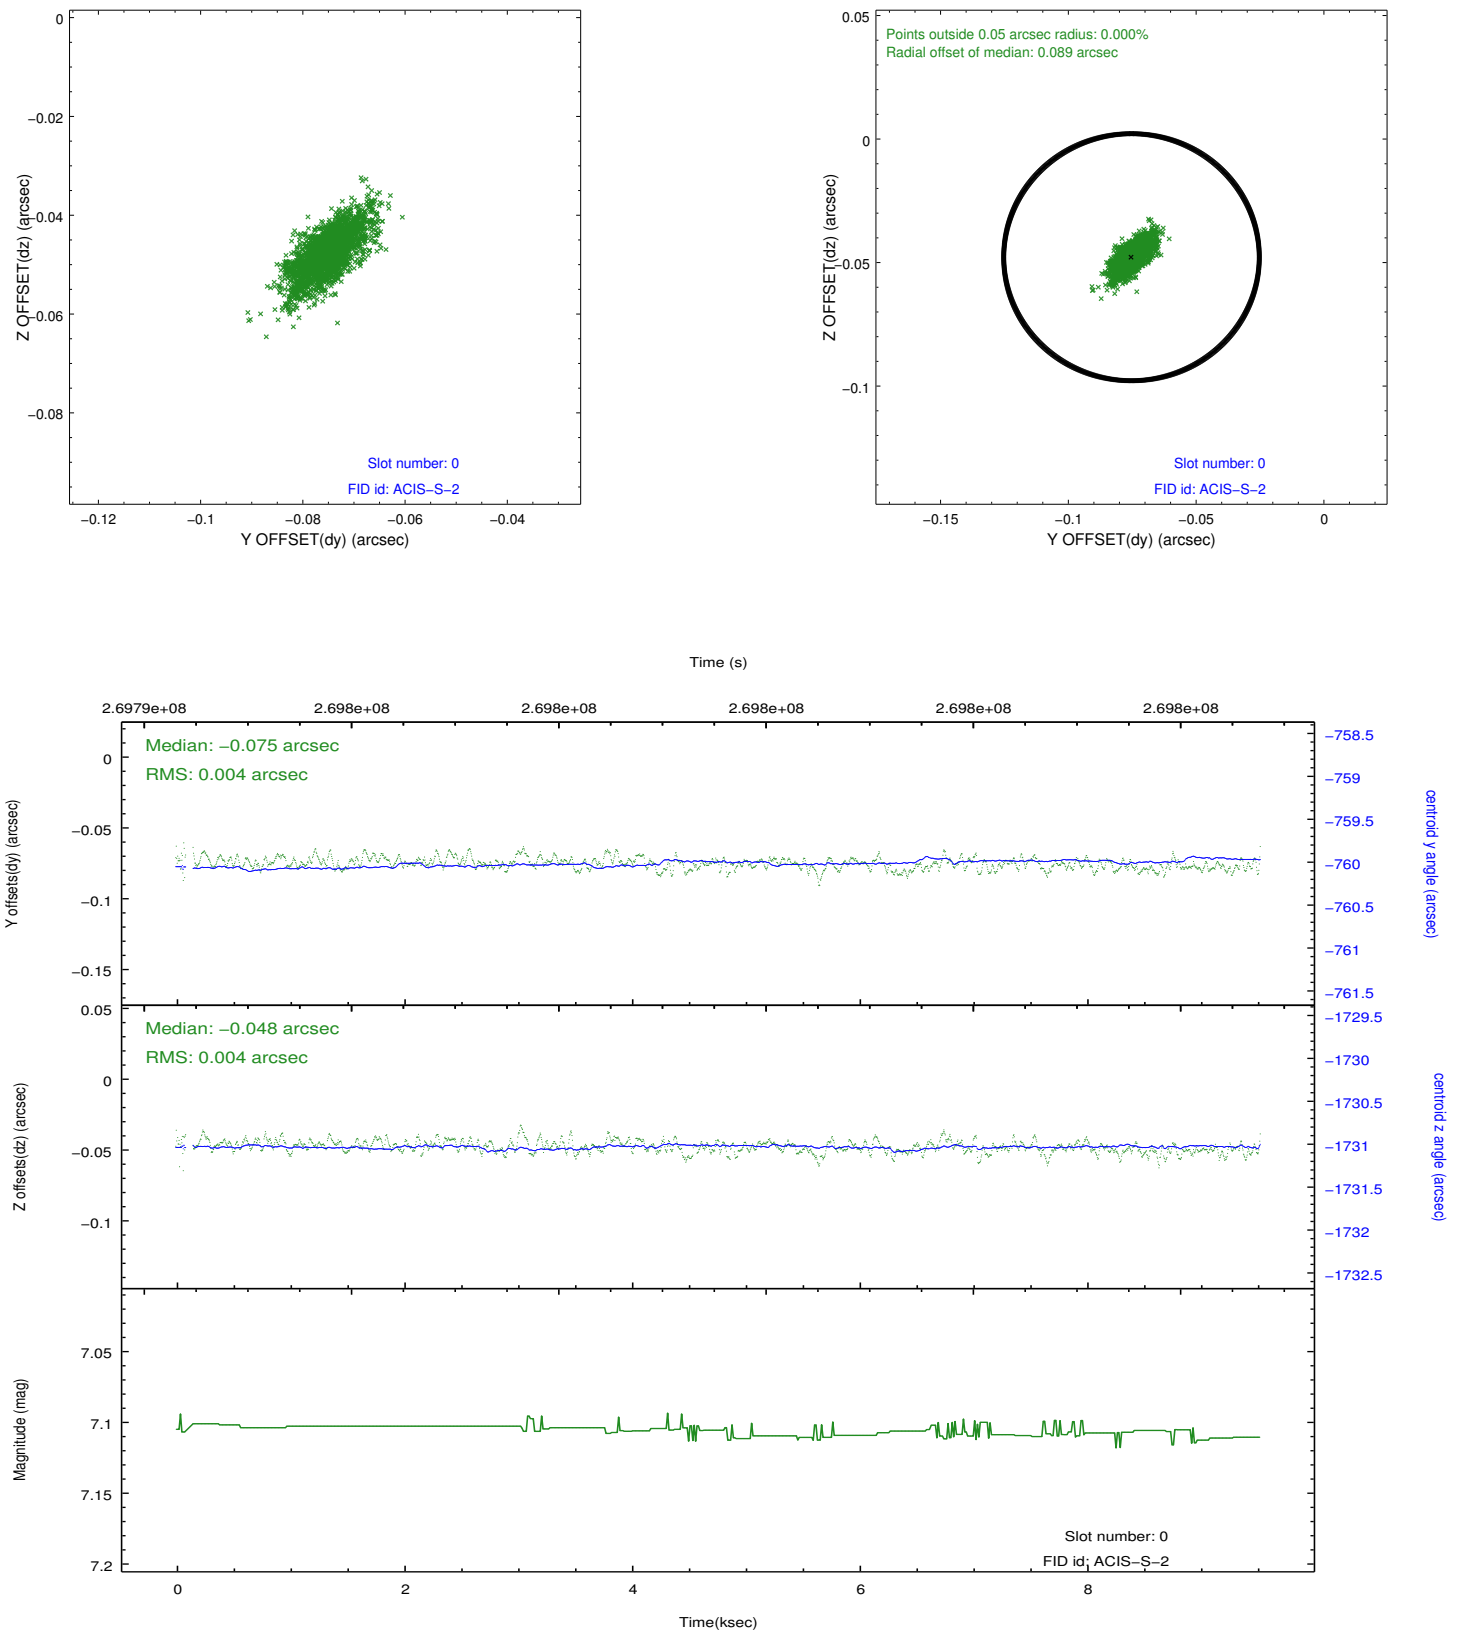 0
−0.02
−0.04
−0.06
−0.08
Z OFFSET(dz) (arcsec)
Slot number: 0
FID id: ACIS−S−2
−0.12 −0.1 −0.08 −0.06 −0.04
Y OFFSET(dy) (arcsec)
0.05
0
−0.05
−0.1
Z OFFSET(dz) (arcsec)
Points outside 0.05 arcsec radius: 0.000%
Radial offset of median: 0.089 arcsec
Slot number: 0
FID id: ACIS−S−2
−0.15 −0.1 −0.05 0
Y OFFSET(dy) (arcsec)
Time (s)
2.6979e+08 2.698e+08 2.698e+08 2.698e+08 2.698e+08 2.698e+08
Median: −0.075 arcsec
RMS: 0.004 arcsec
0
−0.05
−0.1
−0.15
Y offsets(dy) (arcsec)
−758.5
−759
−759.5
−760
−760.5
−761
−761.5
centroid y angle (arcsec)
Median: −0.048 arcsec
RMS: 0.004 arcsec
0.05
0
−0.05
−0.1
Z offsets(dz) (arcsec)
−1729.5
−1730
−1730.5
−1731
−1731.5
−1732
−1732.5
centroid z angle (arcsec)
7.05
7.1
7.15
7.2
Magnitude (mag)
Slot number: 0
FID id: ACIS−S−2
0 2 4 6 8
Time(ksec)